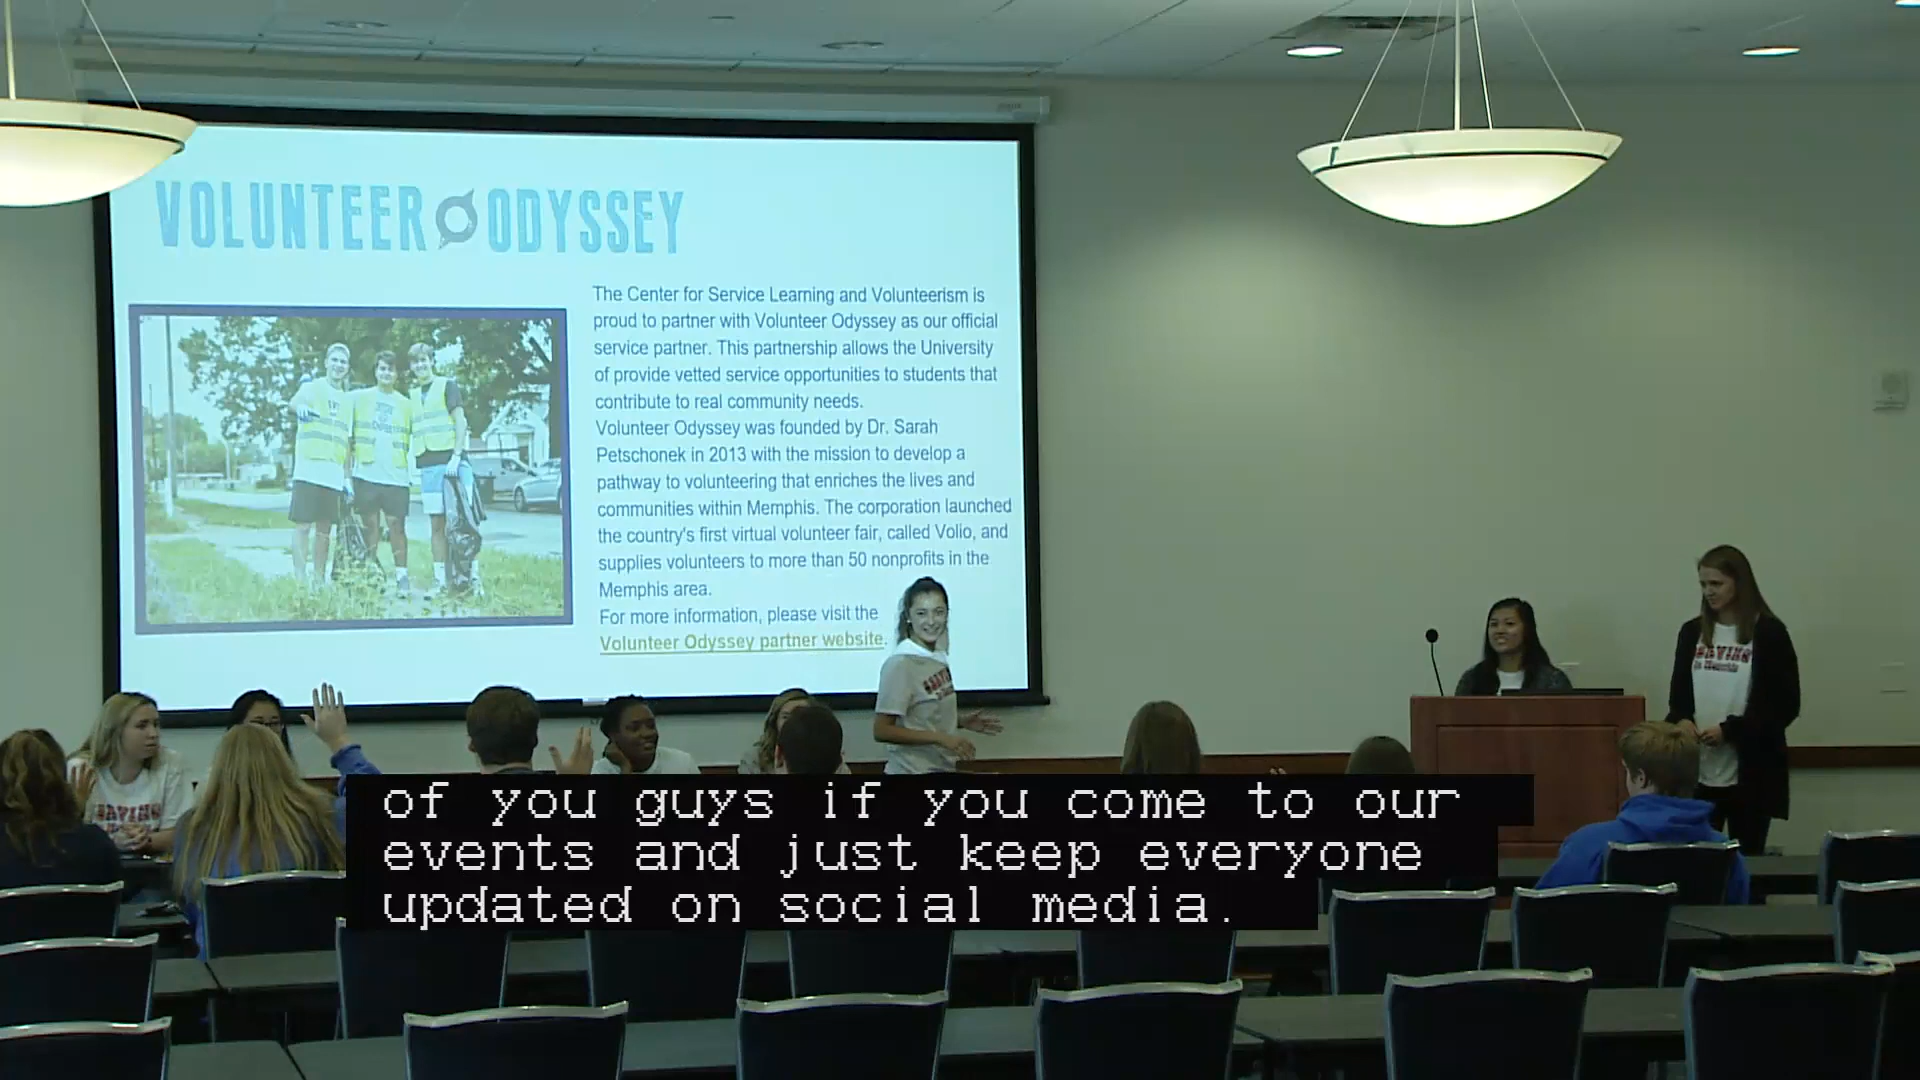 VOLUNTEER ODYSSEY
The Center for Service Learning and Volunteerism is
proud to partner with Volunteer Odyssey as our official
service partner. This partnership allows the University
of provide vetted service opportunities to students that
contribute to real community needs.
Volunteer Odyssey was founded by Dr. Sarah
Petschonek in 2013 with the mission to develop a
pathway to volunteering that enriches the lives and
communities within Memphis. The corporation launched
the country's first virtual volunteer fair, called Volio, and
supplies volunteers to more than 50 nonprofits in the
Memphis area.
For more information, please visit the
Volunteer Odyssey partner website.
of you guys if you come to our
events and just keep everyone
updated on social media.